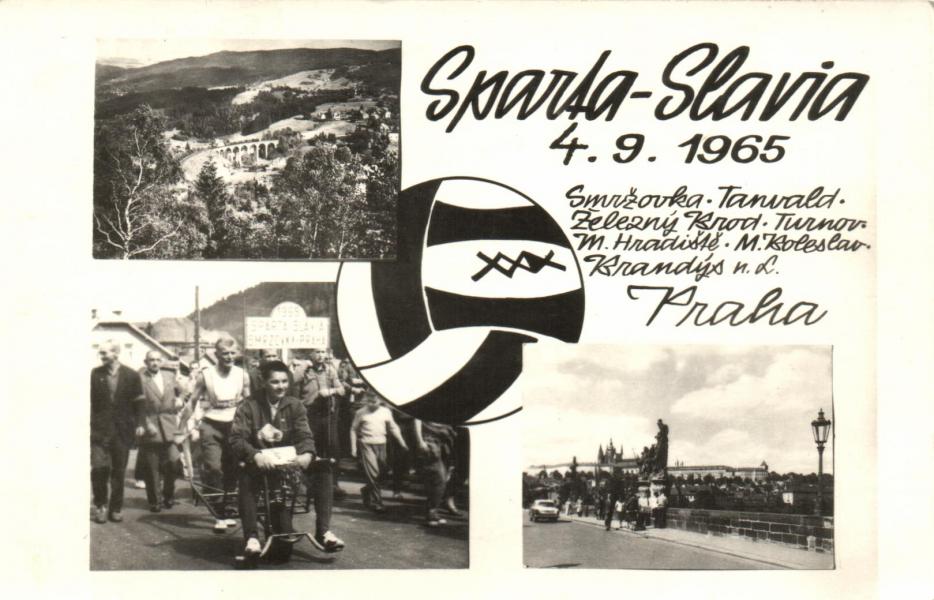 Sparta-Slavia
4. 9. 1965
Smržovka · Tanvald ·
Železný Brod · Turnov ·
M. Hradiště · M. Boleslav ·
Brandýs n. L.
Praha
1965
SPARTA SLAVIA
SMRŽOVKA-PRAHA